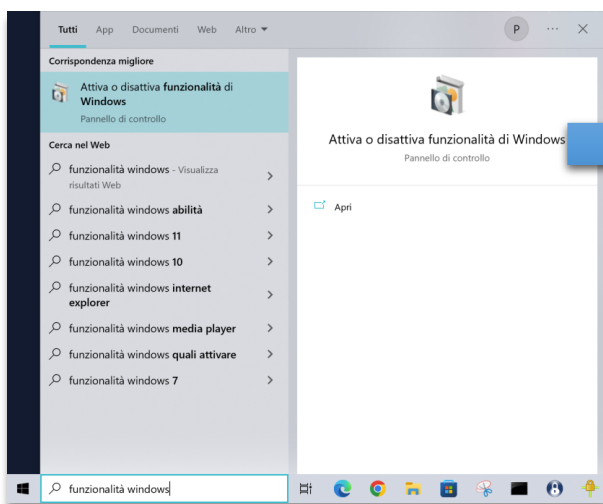 Tutti App Documenti Web Altro P ...
Corrispondenza migliore
Attiva o disattiva funzionalità di
Windows
Pannello di controllo
Cerca nel Web
funzionalità windows - Visualizza
risultati Web
funzionalità windows abilità
funzionalità windows 11
funzionalità windows 10
funzionalità windows internet
explorer
funzionalità windows media player
funzionalità windows quali attivare
funzionalità windows 7
Attiva o disattiva funzionalità di Windows
Pannello di controllo
Apri
funzionalità windows